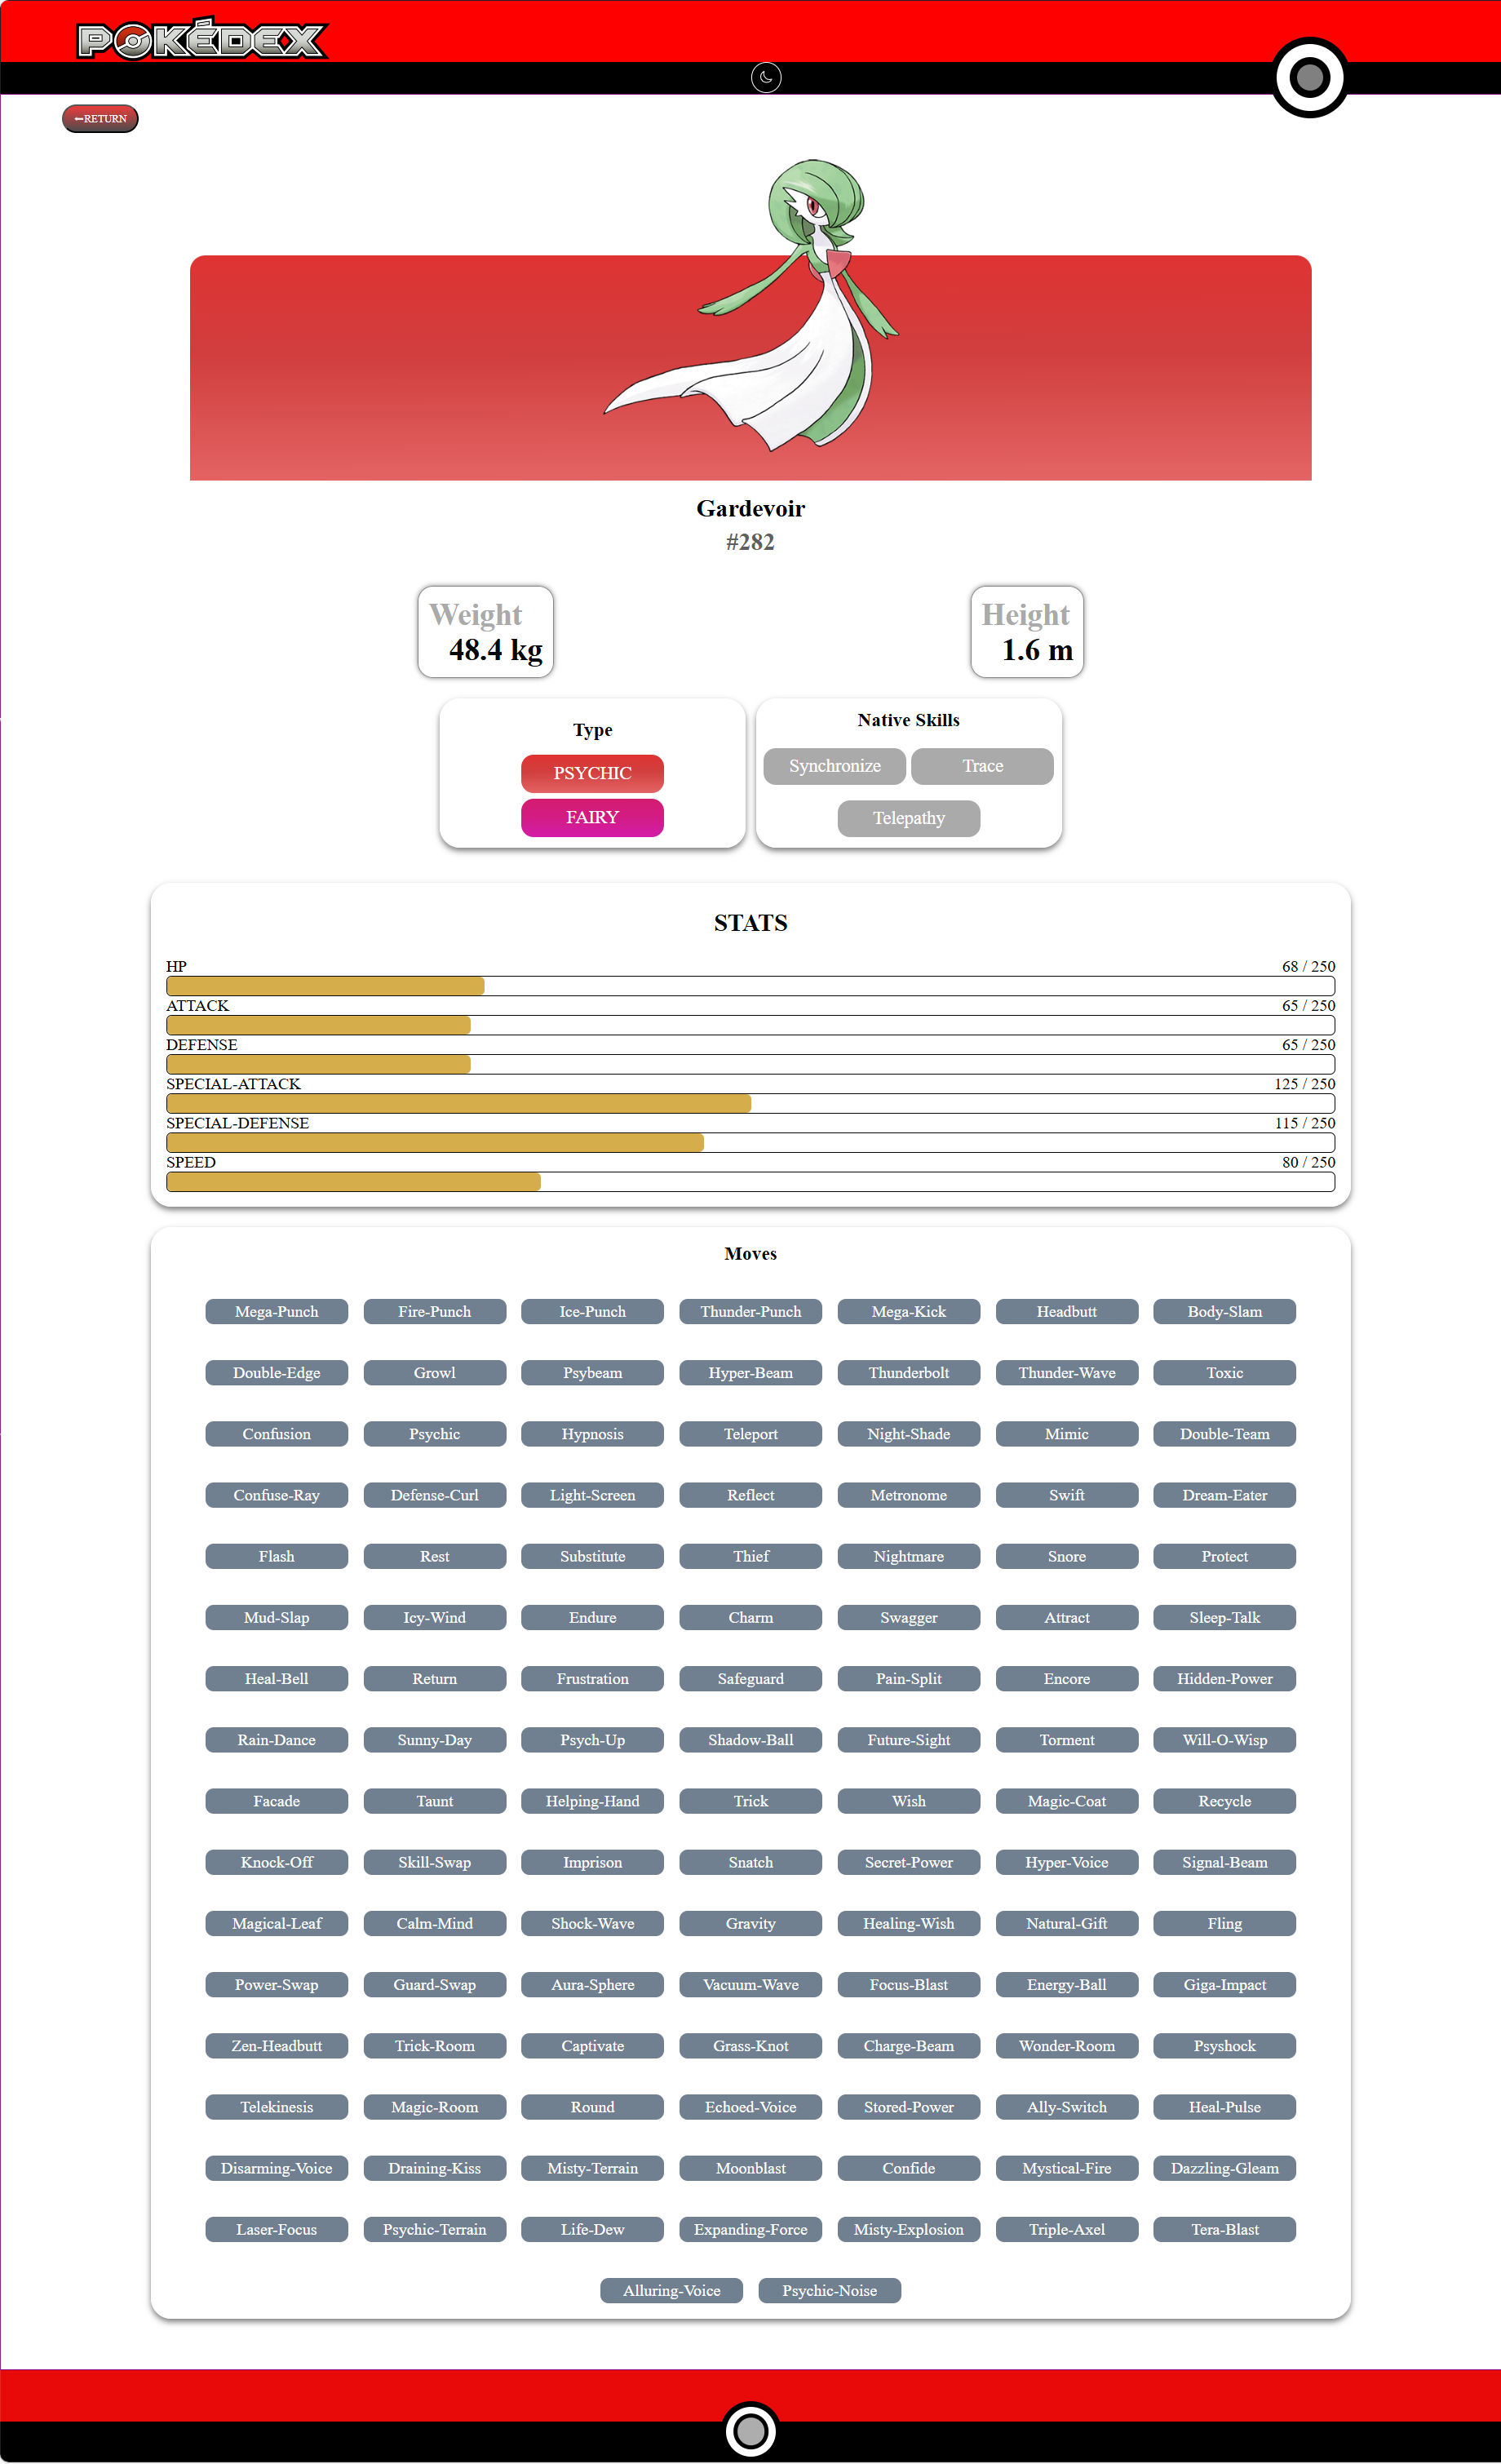 POKÉDEX
←RETURN
Gardevoir
#282
Weight
48.4 kg
Height
1.6 m
Type
PSYCHIC
FAIRY
Native Skills
Synchronize Trace
Telepathy
STATS
HP 68 / 250
ATTACK 65 / 250
DEFENSE 65 / 250
SPECIAL-ATTACK 125 / 250
SPECIAL-DEFENSE 115 / 250
SPEED 80 / 250
Moves
Mega-Punch Fire-Punch Ice-Punch Thunder-Punch Mega-Kick Headbutt Body-Slam
Double-Edge Growl Psybeam Hyper-Beam Thunderbolt Thunder-Wave Toxic
Confusion Psychic Hypnosis Teleport Night-Shade Mimic Double-Team
Confuse-Ray Defense-Curl Light-Screen Reflect Metronome Swift Dream-Eater
Flash Rest Substitute Thief Nightmare Snore Protect
Mud-Slap Icy-Wind Endure Charm Swagger Attract Sleep-Talk
Heal-Bell Return Frustration Safeguard Pain-Split Encore Hidden-Power
Rain-Dance Sunny-Day Psych-Up Shadow-Ball Future-Sight Torment Will-O-Wisp
Facade Taunt Helping-Hand Trick Wish Magic-Coat Recycle
Knock-Off Skill-Swap Imprison Snatch Secret-Power Hyper-Voice Signal-Beam
Magical-Leaf Calm-Mind Shock-Wave Gravity Healing-Wish Natural-Gift Fling
Power-Swap Guard-Swap Aura-Sphere Vacuum-Wave Focus-Blast Energy-Ball Giga-Impact
Zen-Headbutt Trick-Room Captivate Grass-Knot Charge-Beam Wonder-Room Psyshock
Telekinesis Magic-Room Round Echoed-Voice Stored-Power Ally-Switch Heal-Pulse
Disarming-Voice Draining-Kiss Misty-Terrain Moonblast Confide Mystical-Fire Dazzling-Gleam
Laser-Focus Psychic-Terrain Life-Dew Expanding-Force Misty-Explosion Triple-Axel Tera-Blast
Alluring-Voice Psychic-Noise